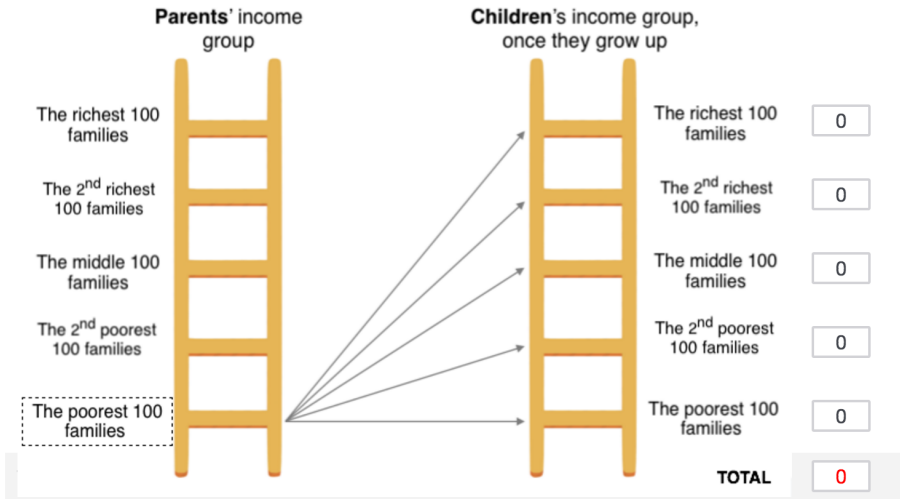 Parents' income
group
Children's income group,
once they grow up
The richest 100
families
The 2nd richest
100 families
The middle 100
families
The 2nd poorest
100 families
The poorest 100
families
The richest 100
families
0
The 2nd richest
100 families
0
The middle 100
families
0
The 2nd poorest
100 families
0
The poorest 100
families
0
TOTAL
0